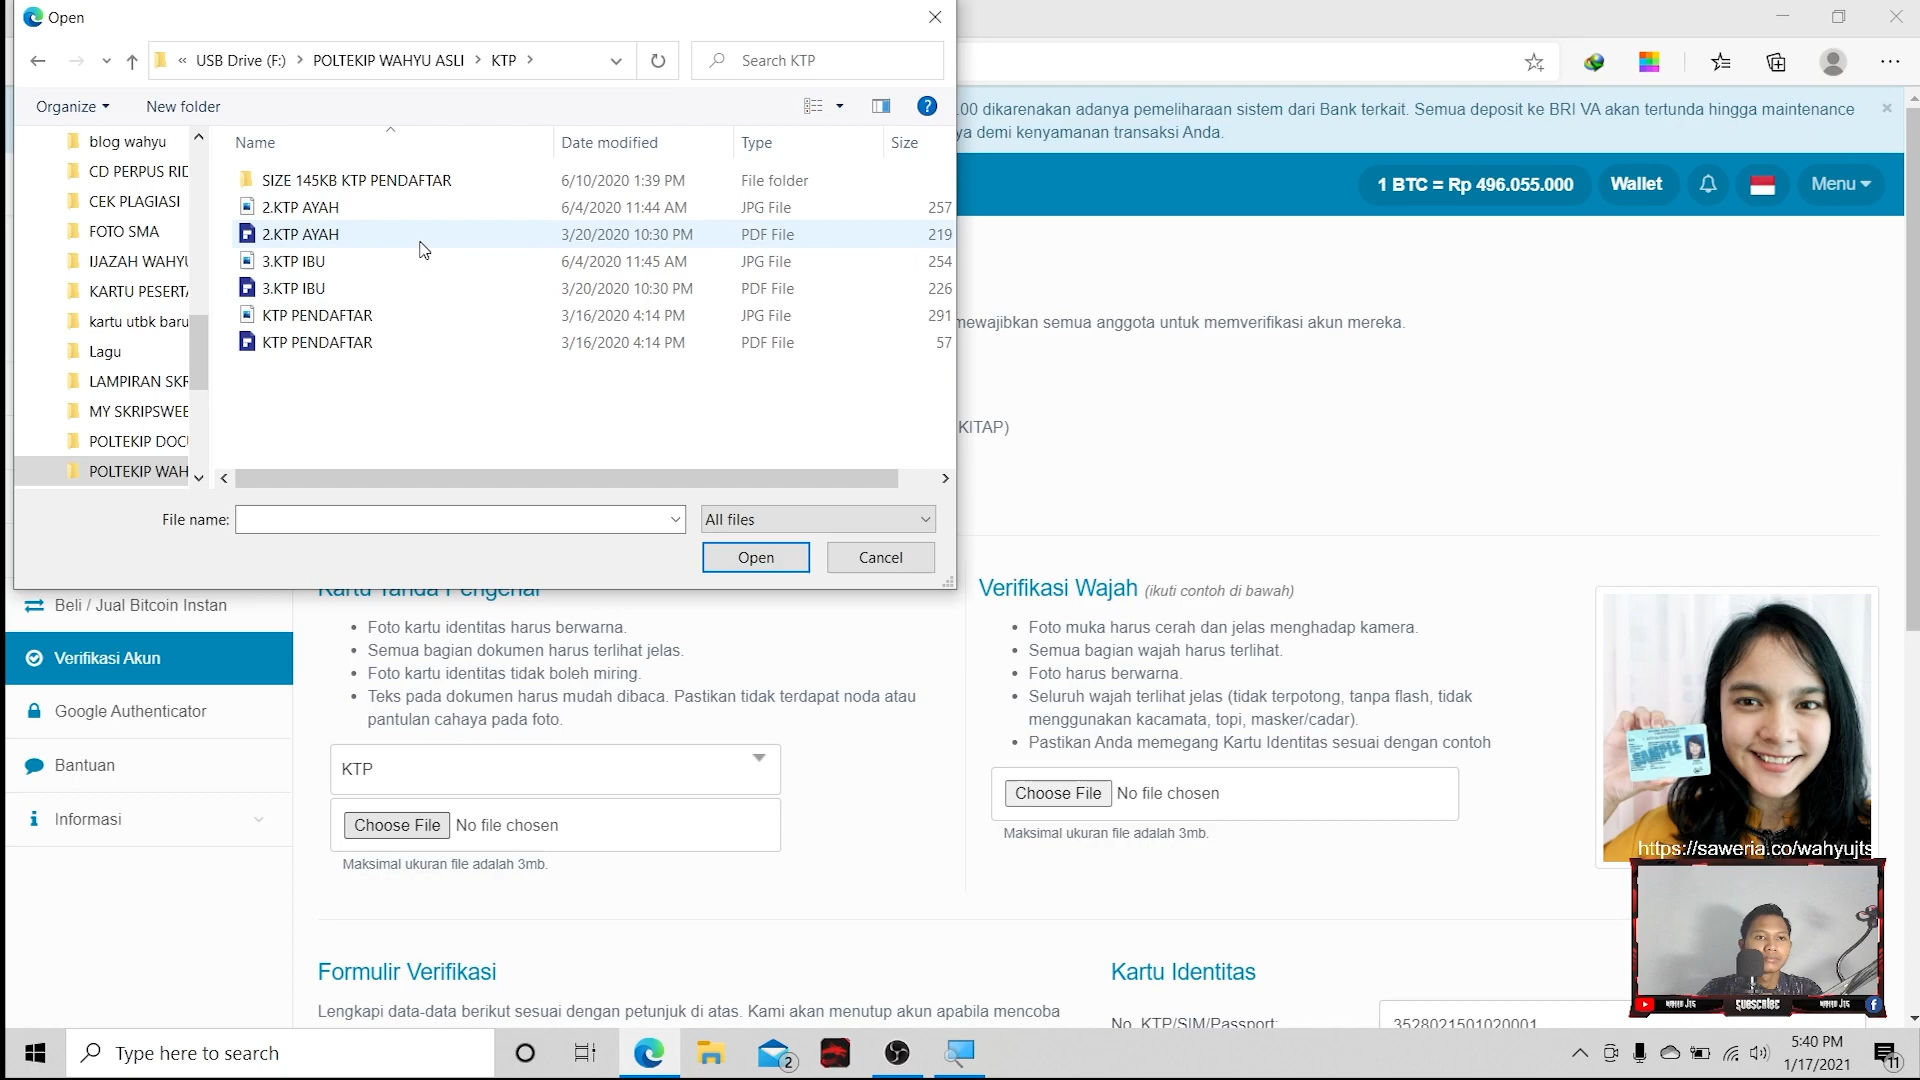 Open
« USB Drive (F:) > POLTEKIP WAHYU ASLI > KTP >
Search KTP
Organize
New folder
Name
Date modified
Type
Size
blog wahyu
CD PERPUS RID
CEK PLAGIASI
FOTO SMA
IJAZAH WAHYU
KARTU PESERTA
kartu utbk baru
Lagu
LAMPIRAN SKR
MY SKRIPSWEE
POLTEKIP DOCU
POLTEKIP WAH
SIZE 145KB KTP PENDAFTAR 6/10/2020 1:39 PM File folder
2.KTP AYAH 6/4/2020 11:44 AM JPG File 257
2.KTP AYAH 3/20/2020 10:30 PM PDF File 219
3.KTP IBU 6/4/2020 11:45 AM JPG File 254
3.KTP IBU 3/20/2020 10:30 PM PDF File 226
KTP PENDAFTAR 3/16/2020 4:14 PM JPG File 291
KTP PENDAFTAR 3/16/2020 4:14 PM PDF File 57
File name:
All files
Open
Cancel
.00 dikarenakan adanya pemeliharaan sistem dari Bank terkait. Semua deposit ke BRI VA akan tertunda hingga maintenance
ya demi kenyamanan transaksi Anda.
1 BTC = Rp 496.055.000
Wallet
Menu
newajibkan semua anggota untuk memverifikasi akun mereka.
KITAP)
Beli / Jual Bitcoin Instan
Verifikasi Akun
Google Authenticator
Bantuan
Informasi
Kartu Tanda Pengenal
• Foto kartu identitas harus berwarna.
• Semua bagian dokumen harus terlihat jelas.
• Foto kartu identitas tidak boleh miring.
• Teks pada dokumen harus mudah dibaca. Pastikan tidak terdapat noda atau
pantulan cahaya pada foto.
KTP
Choose File No file chosen
Maksimal ukuran file adalah 3mb.
Verifikasi Wajah (ikuti contoh di bawah)
• Foto muka harus cerah dan jelas menghadap kamera.
• Semua bagian wajah harus terlihat.
• Foto harus berwarna.
• Seluruh wajah terlihat jelas (tidak terpotong, tanpa flash, tidak
menggunakan kacamata, topi, masker/cadar).
• Pastikan Anda memegang Kartu Identitas sesuai dengan contoh
Choose File No file chosen
Maksimal ukuran file adalah 3mb.
SAMPLE
https://saweria.co/wahyujts
SUBSCRIBE
Formulir Verifikasi
Lengkapi data-data berikut sesuai dengan petunjuk di atas. Kami akan menutup akun apabila mencoba
Kartu Identitas
No. KTP/SIM/Passport:
3528021501020001
Type here to search
2
5:40 PM
1/17/2021
11